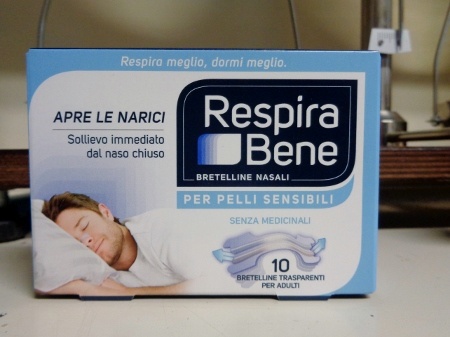 Respira meglio, dormi meglio.
APRE LE NARICI
Sollievo immediato
dal naso chiuso
Respira
Bene
BRETELLINE NASALI
PER PELLI SENSIBILI
SENZA MEDICINALI
10
BRETELLINE TRASPARENTI
PER ADULTI